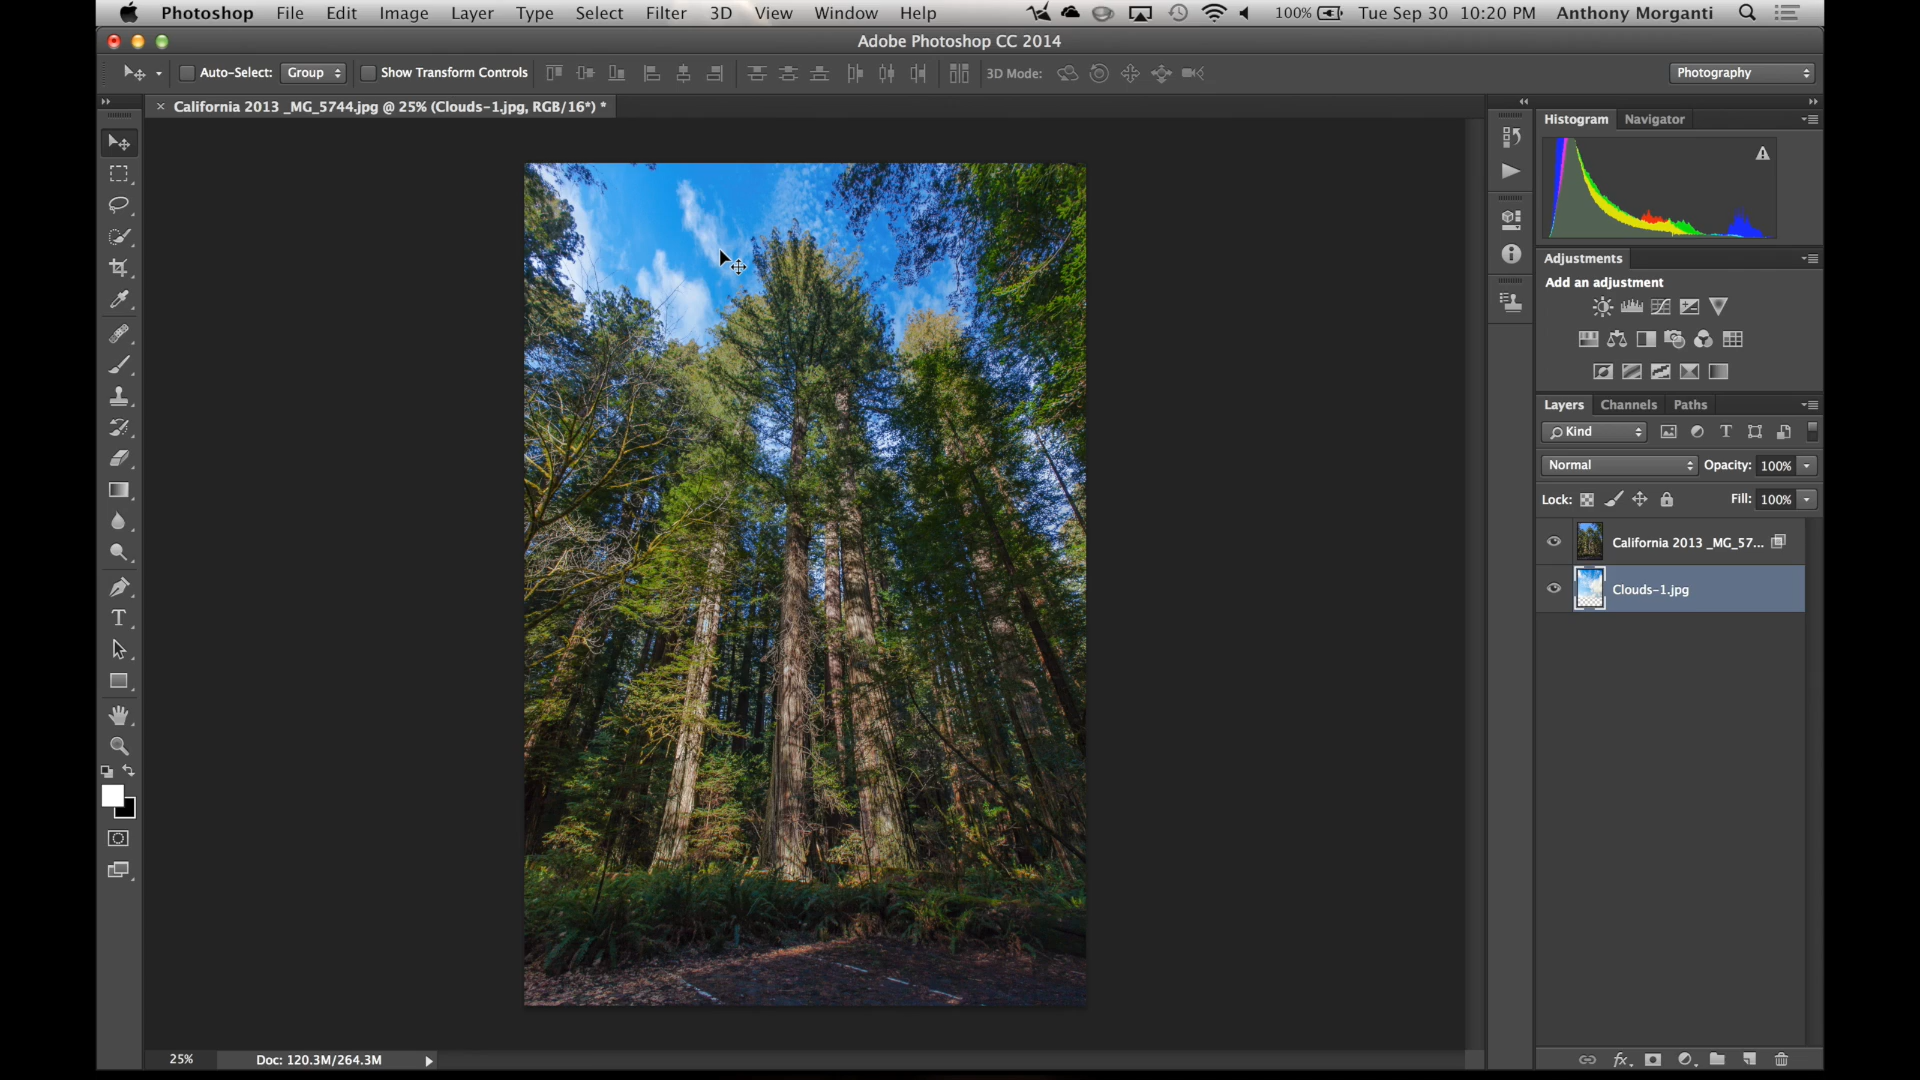 Photoshop File Edit Image Layer Type Select Filter 3D View Window Help 100% Tue Sep 30 10:20 PM Anthony Morganti
Adobe Photoshop CC 2014
Auto-Select: Group Show Transform Controls 3D Mode: Photography
× California 2013 _MG_5744.jpg @ 25% (Clouds-1.jpg, RGB/16*) *
Histogram Navigator
Adjustments
Add an adjustment
Layers Channels Paths
Kind
Normal Opacity: 100%
Lock: Fill: 100%
California 2013 _MG_57...
Clouds-1.jpg
25% Doc: 120.3M/264.3M
fx